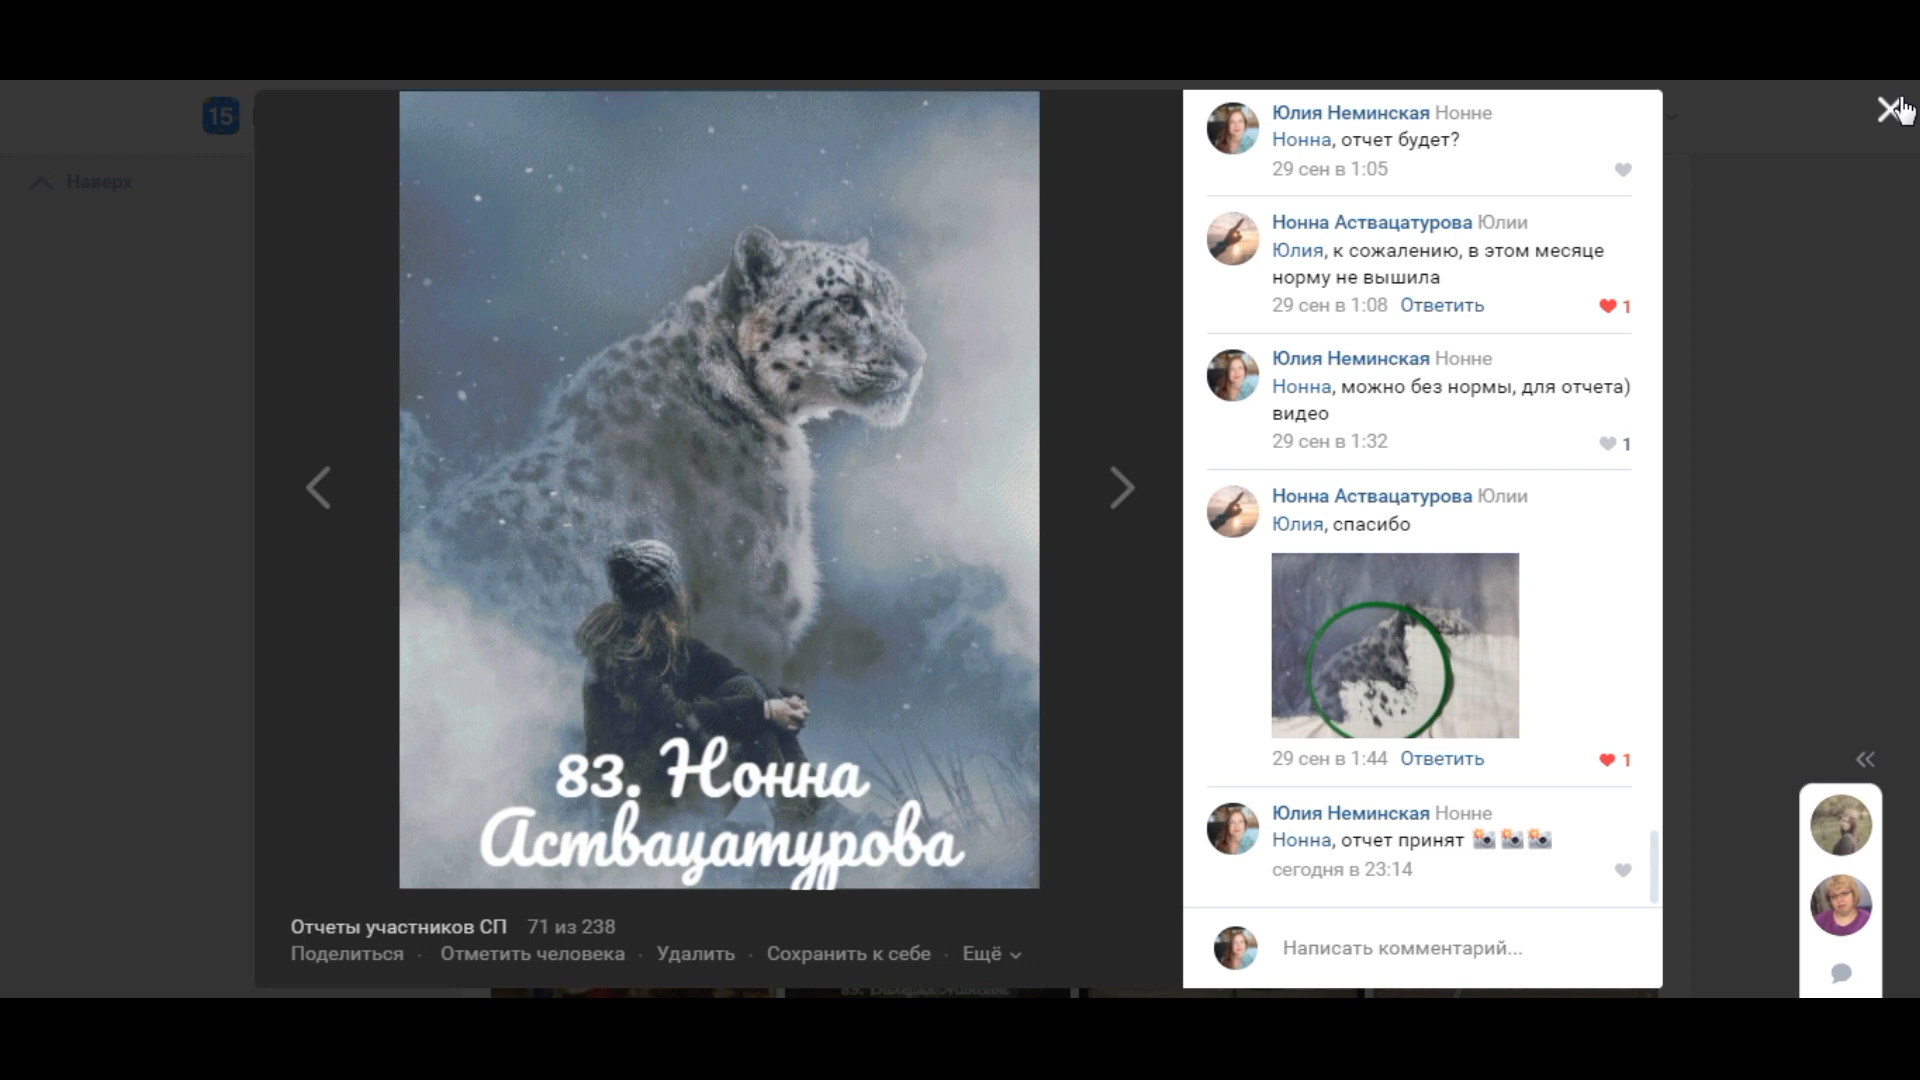 15
Наверх
83. Нонна
Аствацатурова
Отчеты участников СП 71 из 238
Поделиться · Отметить человека · Удалить · Сохранить к себе · Ещё
Юлия Неминская Нонне
Нонна, отчет будет?
29 сен в 1:05
Нонна Аствацатурова Юлии
Юлия, к сожалению, в этом месяце
норму не вышила
29 сен в 1:08 Ответить 1
Юлия Неминская Нонне
Нонна, можно без нормы, для отчета)
видео
29 сен в 1:32 1
Нонна Аствацатурова Юлии
Юлия, спасибо
29 сен в 1:44 Ответить 1
Юлия Неминская Нонне
Нонна, отчет принят
сегодня в 23:14
Написать комментарий...